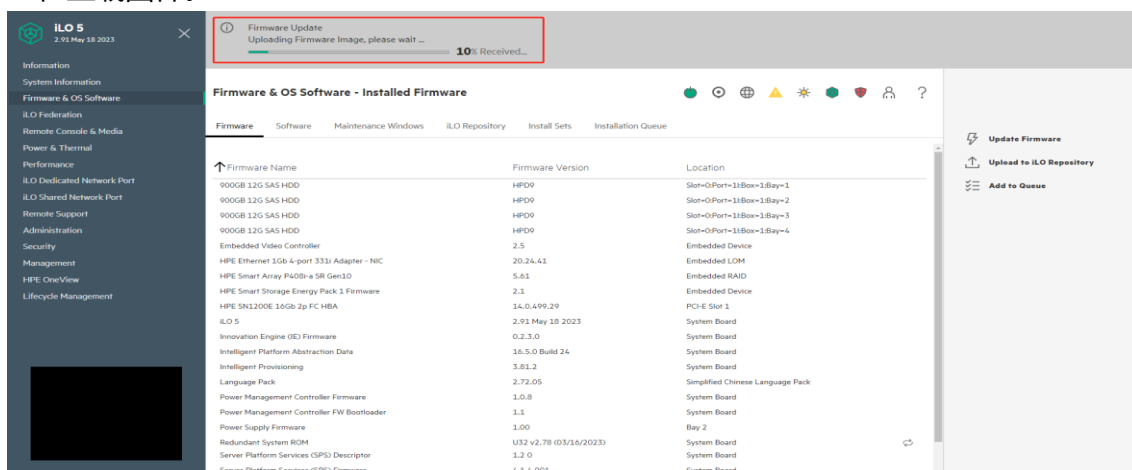 iLO 5
2.91 May 18 2023
Firmware Update
Uploading Firmware Image, please wait ...
10% Received...
Information
System Information
Firmware & OS Software
iLO Federation
Remote Console & Media
Power & Thermal
Performance
iLO Dedicated Network Port
iLO Shared Network Port
Remote Support
Administration
Security
Management
HPE OneView
Lifecycle Management
Firmware & OS Software - Installed Firmware
?
Firmware Software Maintenance Windows iLO Repository Install Sets Installation Queue
Firmware Name Firmware Version Location
900GB 12G SAS HDD HPD9 Slot=0:Port=1I:Box=1:Bay=1
900GB 12G SAS HDD HPD9 Slot=0:Port=1I:Box=1:Bay=2
900GB 12G SAS HDD HPD9 Slot=0:Port=1I:Box=1:Bay=3
900GB 12G SAS HDD HPD9 Slot=0:Port=1I:Box=1:Bay=4
Embedded Video Controller 2.5 Embedded Device
HPE Ethernet 1Gb 4-port 331i Adapter - NIC 20.24.41 Embedded LOM
HPE Smart Array P408i-a SR Gen10 5.61 Embedded RAID
HPE Smart Storage Energy Pack 1 Firmware 2.1 Embedded Device
HPE SN1200E 16Gb 2p FC HBA 14.0.499.29 PCI-E Slot 1
iLO 5 2.91 May 18 2023 System Board
Innovation Engine (IE) Firmware 0.2.3.0 System Board
Intelligent Platform Abstraction Data 16.5.0 Build 24 System Board
Intelligent Provisioning 3.81.2 System Board
Language Pack 2.72.05 Simplified Chinese Language Pack
Power Management Controller Firmware 1.0.8 System Board
Power Management Controller FW Bootloader 1.1 System Board
Power Supply Firmware 1.00 Bay 2
Redundant System ROM U32 v2.78 (03/16/2023) System Board
Server Platform Services (SPS) Descriptor 1.2 0 System Board
Update Firmware
Upload to iLO Repository
Add to Queue